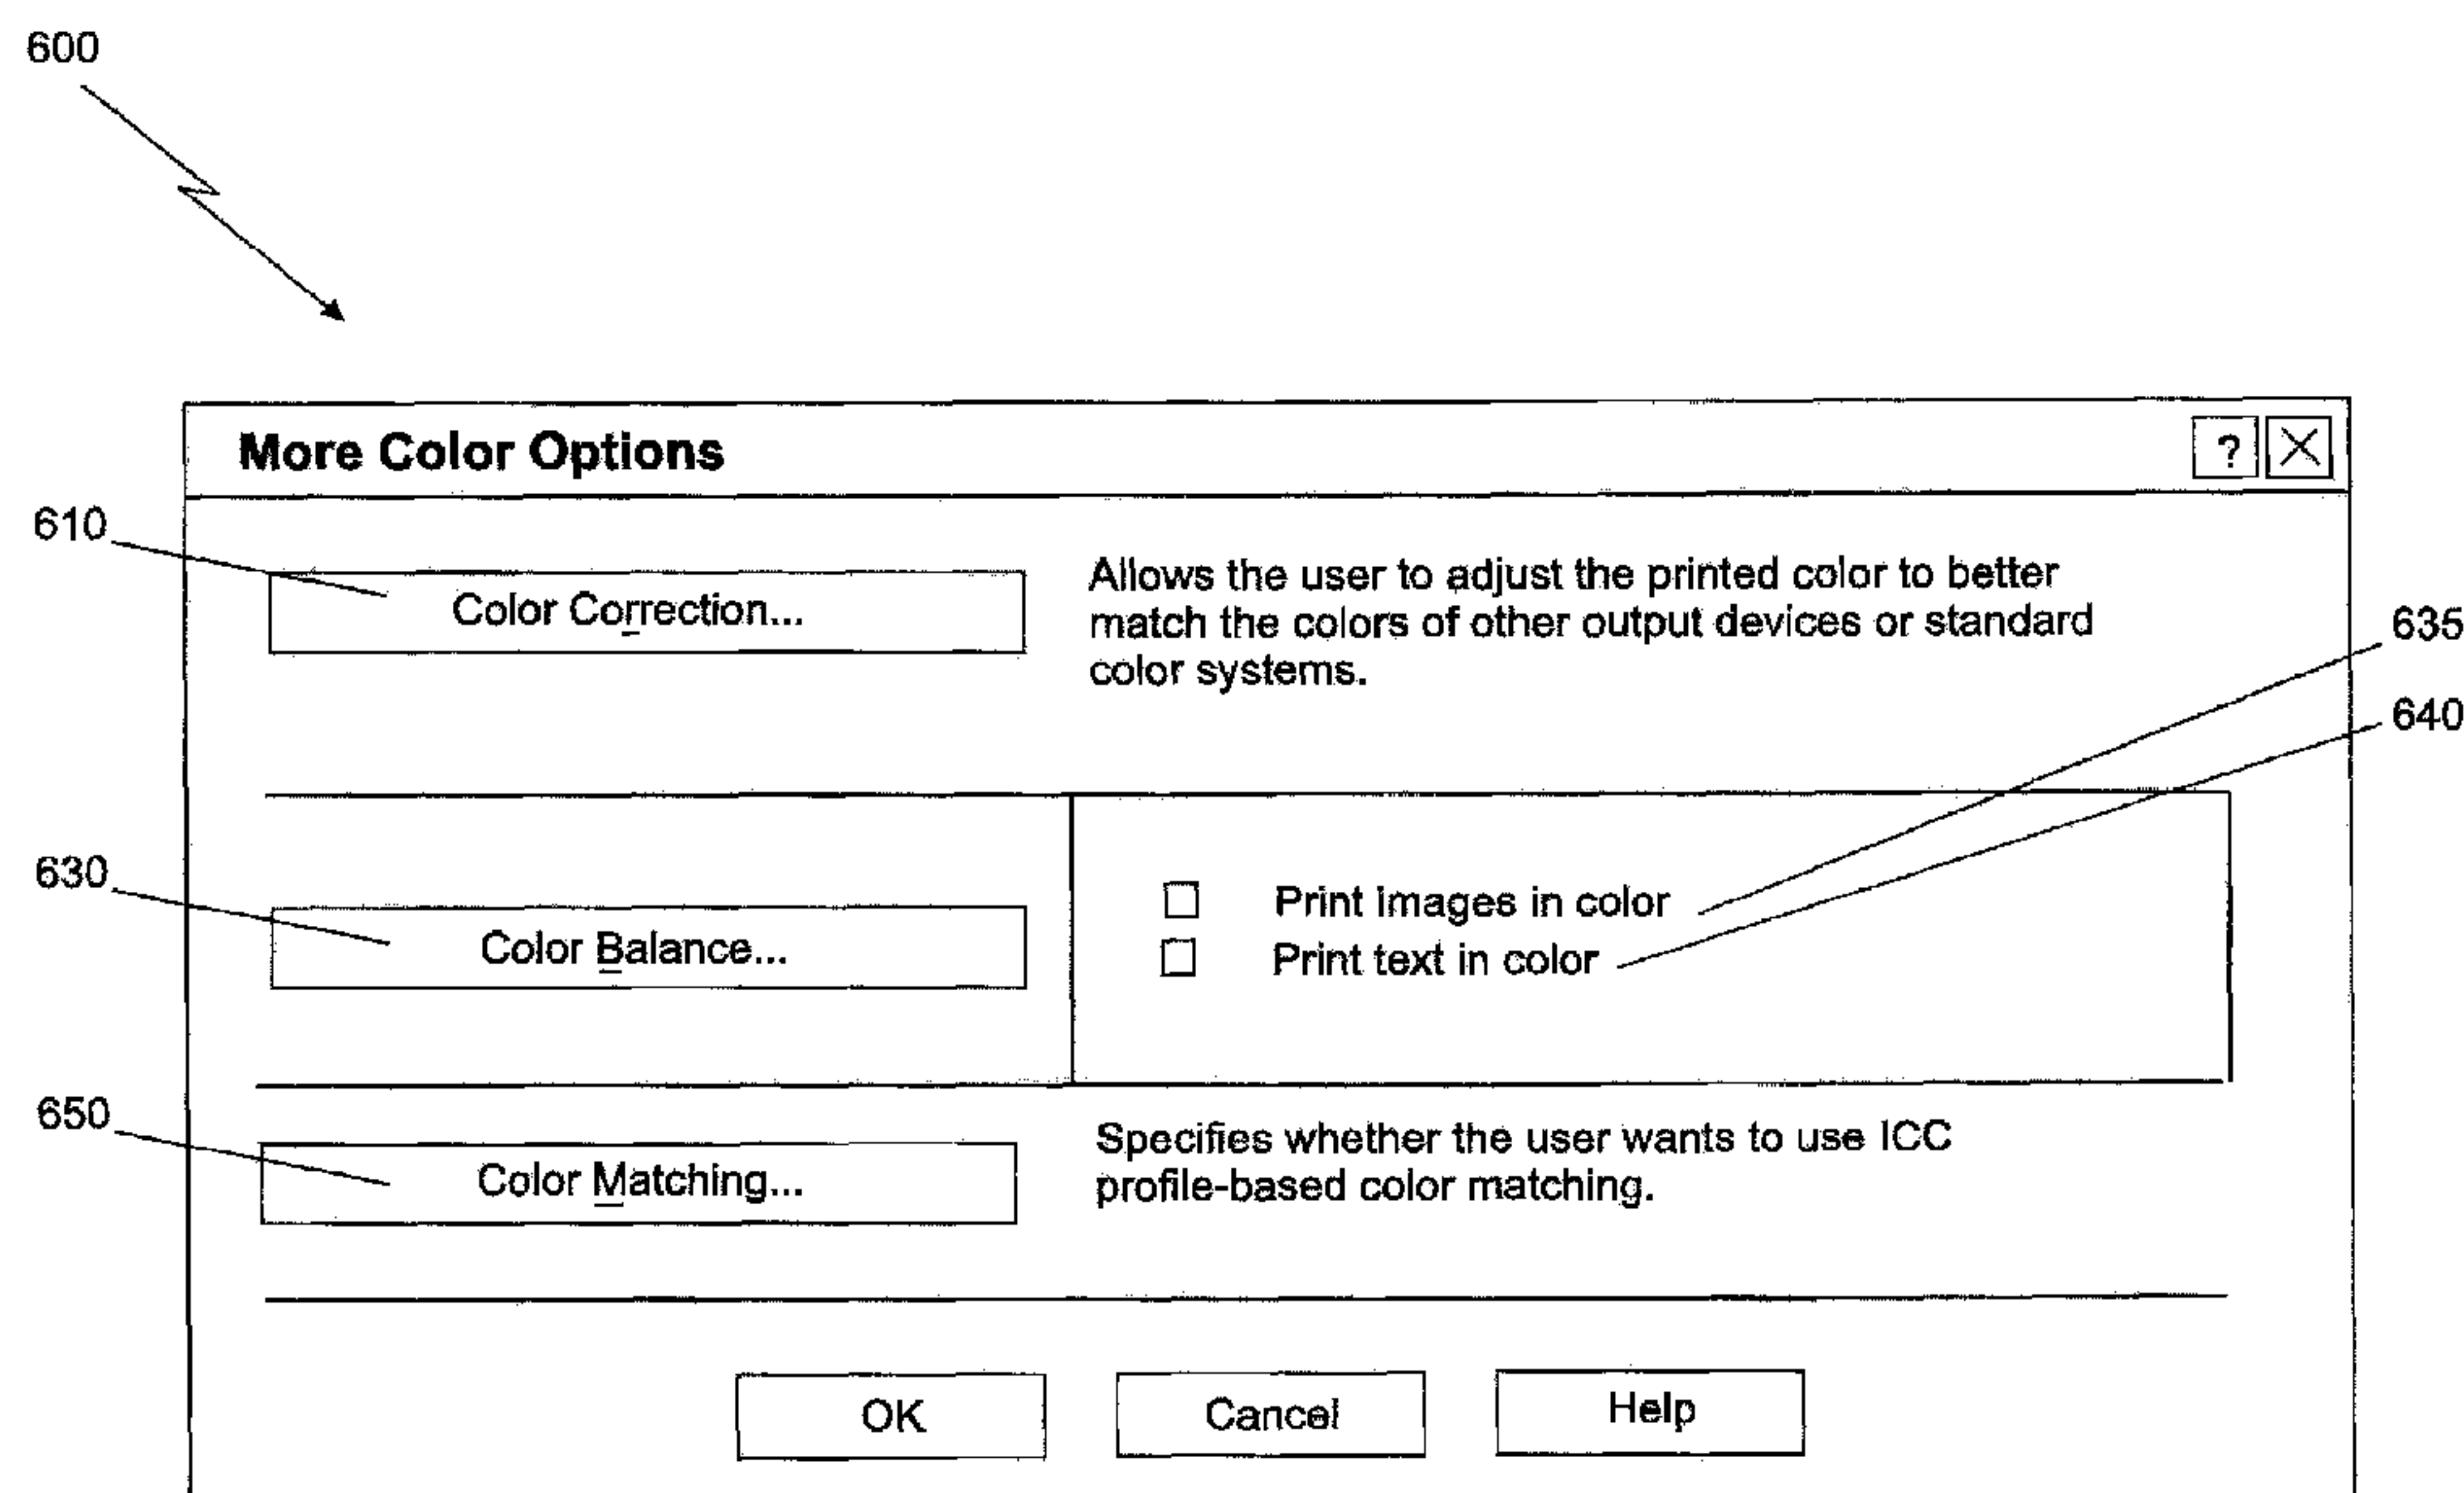 600
More Color Options
?
610
Color Correction...
Allows the user to adjust the printed color to better
match the colors of other output devices or standard
color systems.
635
640
630
Color Balance...
Print images in color
Print text in color
650
Color Matching...
Specifies whether the user wants to use ICC
profile-based color matching.
OK
Cancel
Help